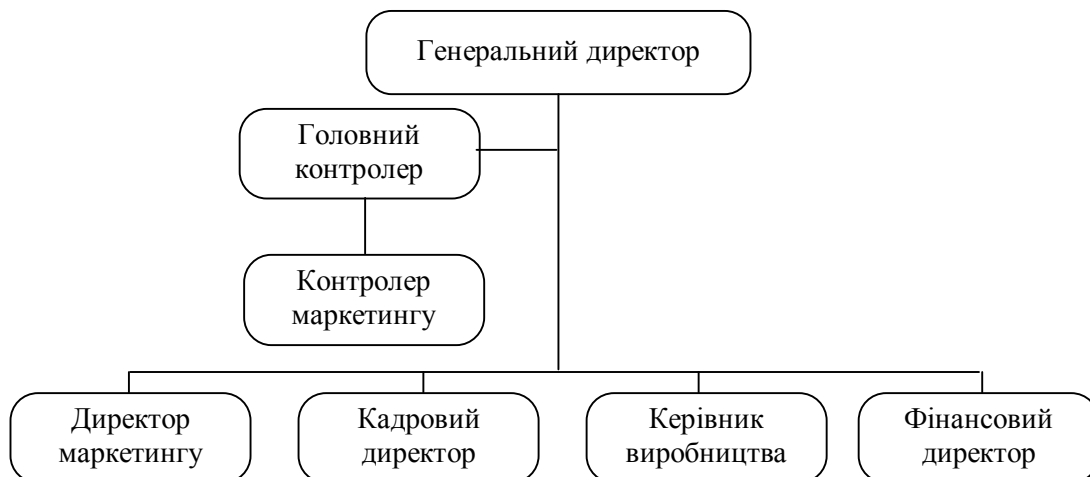 Генеральний директор
Головний
контролер
Контролер
маркетингу
Директор
маркетингу
Кадровий
директор
Керівник
виробництва
Фінансовий
директор